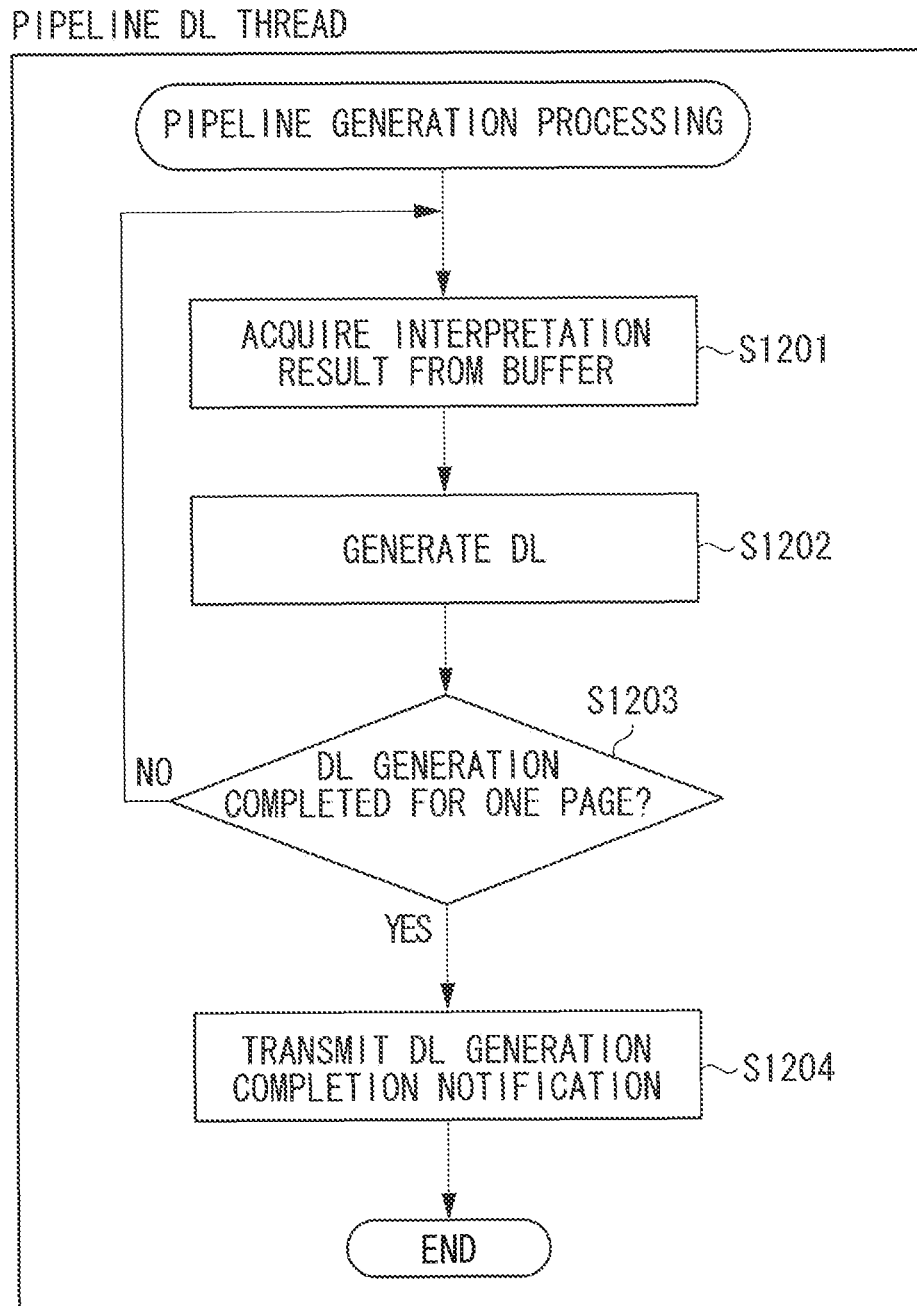 PIPELINE DL THREAD
PIPELINE GENERATION PROCESSING
ACQUIRE INTERPRETATION
RESULT FROM BUFFER
S1201
GENERATE DL
S1202
S1203
DL GENERATION
COMPLETED FOR ONE PAGE?
NO
YES
TRANSMIT DL GENERATION
COMPLETION NOTIFICATION
S1204
END